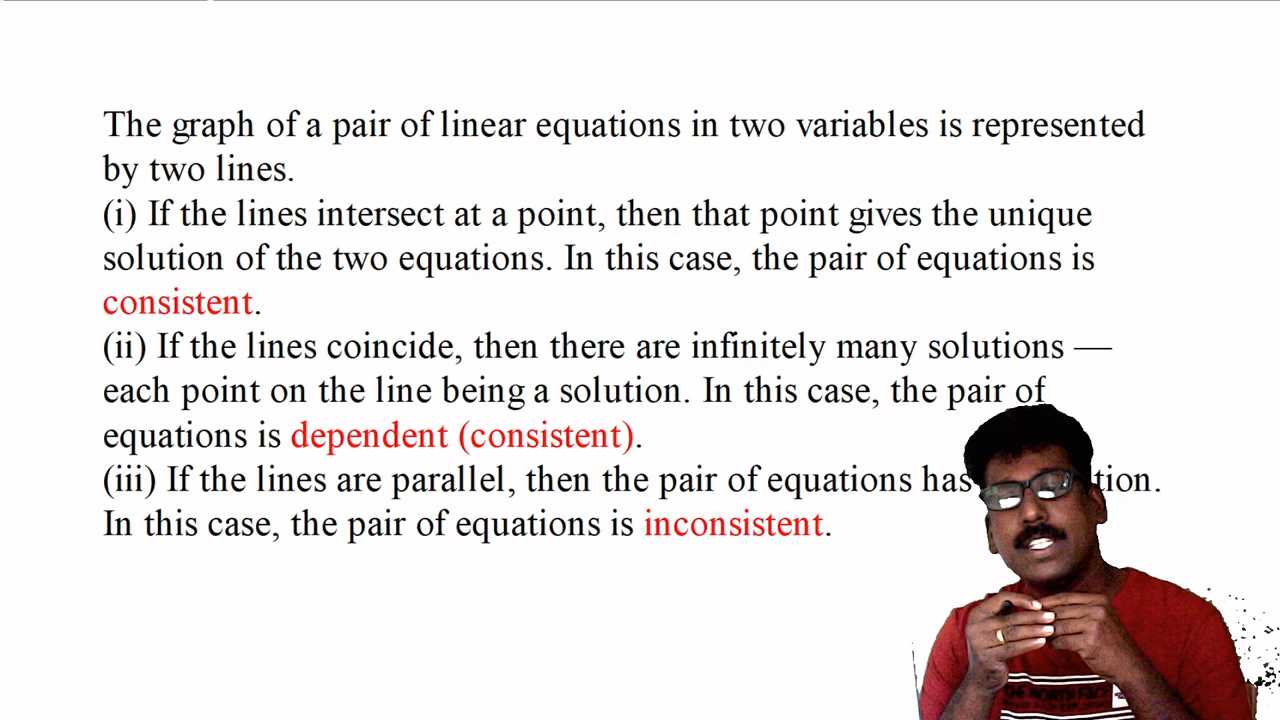 The graph of a pair of linear equations in two variables is represented
by two lines.
(i) If the lines intersect at a point, then that point gives the unique
solution of the two equations. In this case, the pair of equations is
consistent.
(ii) If the lines coincide, then there are infinitely many solutions —
each point on the line being a solution. In this case, the pair of
equations is dependent (consistent).
(iii) If the lines are parallel, then the pair of equations has
In this case, the pair of equations is inconsistent.
THE NORTH FACE